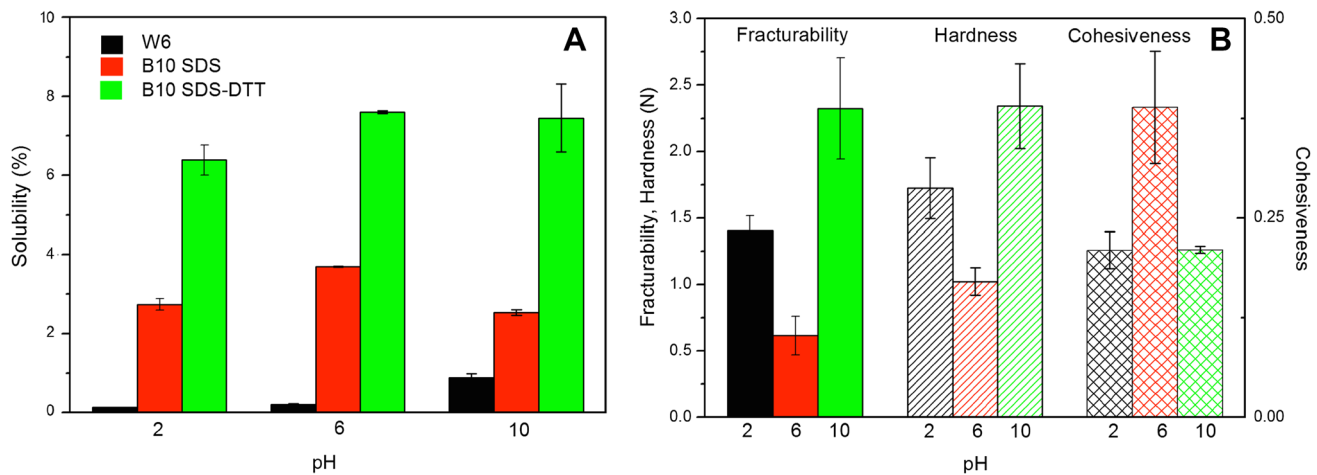 A
W6
B10 SDS
B10 SDS-DTT
Solubility (%)
10
8
6
4
2
0
2
6
10
pH
B
Fracturability
Hardness
Cohesiveness
Fracturability, Hardness (N)
3.0
2.5
2.0
1.5
1.0
0.5
0.0
2 6 10
2 6 10
2 6 10
pH
0.50
0.25
0.00
Cohesiveness